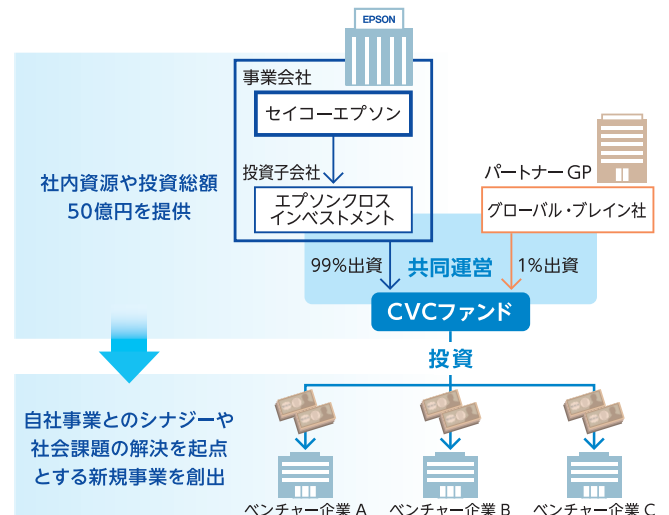 EPSON
事業会社
セイコーエプソン
投資子会社
エプソンクロス
インベストメント
パートナーGP
グローバル・ブレイン社
社内資源や投資総額
50億円を提供
99%出資
共同運営
1%出資
CVCファンド
投資
自社事業とのシナジーや
社会課題の解決を起点
とする新規事業を創出
ベンチャー企業 A
ベンチャー企業 B
ベンチャー企業 C